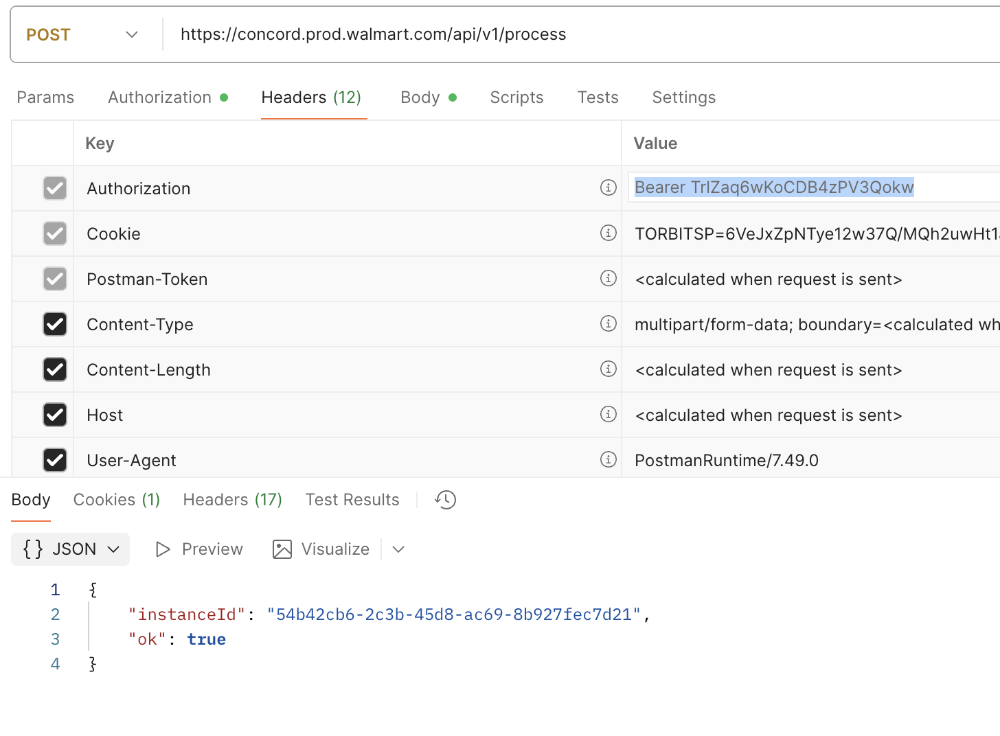 POST
https://concord.prod.walmart.com/api/v1/process
Params Authorization Headers (12) Body Scripts Tests Settings
Key Value
Authorization Bearer TrlZaq6wKoCDB4zPV3Qokw
Cookie TORBITSP=6VeJxZpNTye12w37Q/MQh2uwHt1
Postman-Token <calculated when request is sent>
Content-Type multipart/form-data; boundary=<calculated wh
Content-Length <calculated when request is sent>
Host <calculated when request is sent>
User-Agent PostmanRuntime/7.49.0
Body Cookies (1) Headers (17) Test Results
{} JSON Preview Visualize
1 {
2 "instanceId": "54b42cb6-2c3b-45d8-ac69-8b927fec7d21",
3 "ok": true
4 }